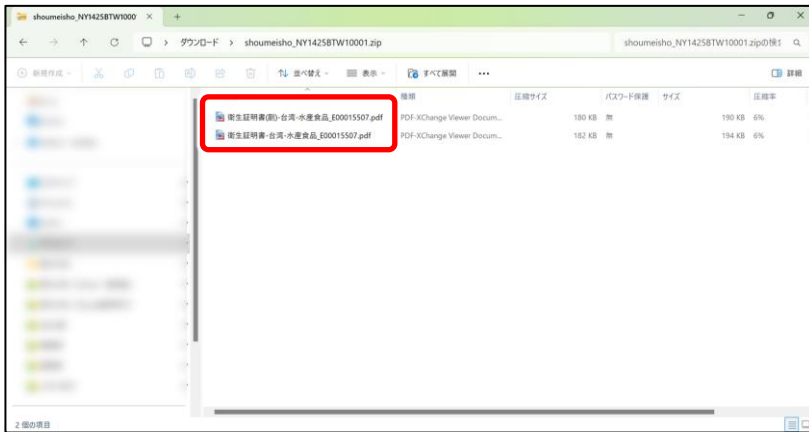 shoumeisho_NY1425BTW1000
ダウンロード > shoumeisho_NY1425BTW10001.zip
shoumeisho_NY1425BTW10001.zipの検
新規作成
並べ替え 表示 すべて展開 ... 詳細
種類 圧縮サイズ パスワード保護 サイズ 圧縮率
衛生証明書(副)-台湾-水産食品_E00015507.pdf PDF-XChange Viewer Docum... 180 KB 無 190 KB 6%
衛生証明書-台湾-水産食品_E00015507.pdf PDF-XChange Viewer Docum... 182 KB 無 194 KB 6%
2 個の項目